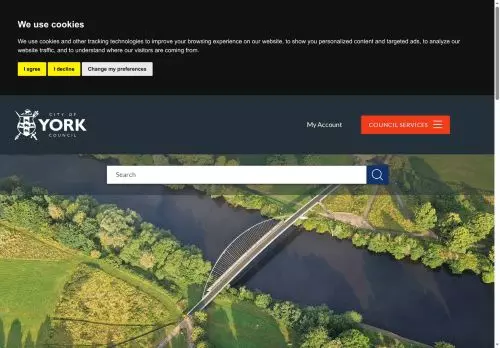 We use cookies
We use cookies and other tracking technologies to improve your browsing experience on our website, to show you personalized content and targeted ads, to analyze our
website traffic, and to understand where our visitors are coming from.
I agree I decline Change my preferences
CITY OF
YORK
COUNCIL
My Account COUNCIL SERVICES
Search